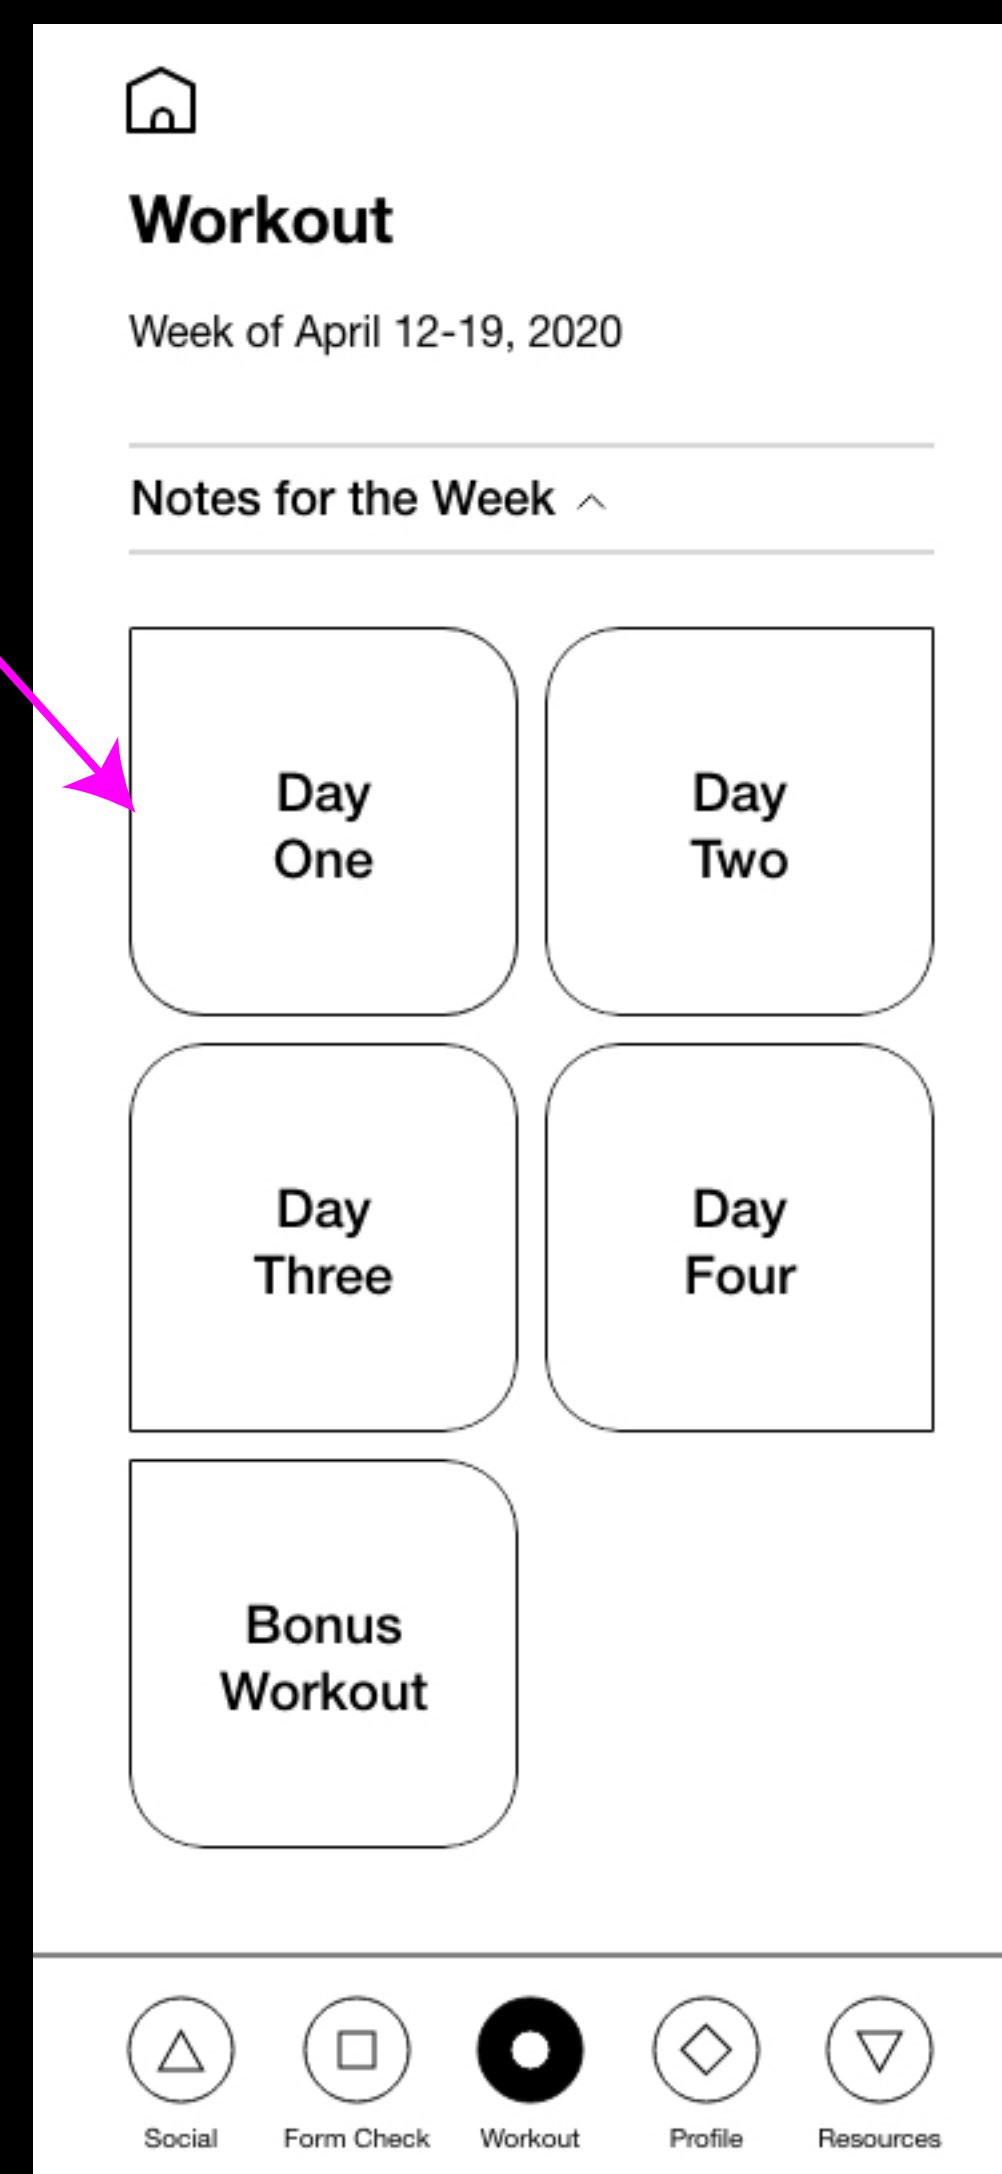 Workout
Week of April 12-19, 2020
Notes for the Week
Day
One
Day
Two
Day
Three
Day
Four
Bonus
Workout
Social
Form Check
Workout
Profile
Resources